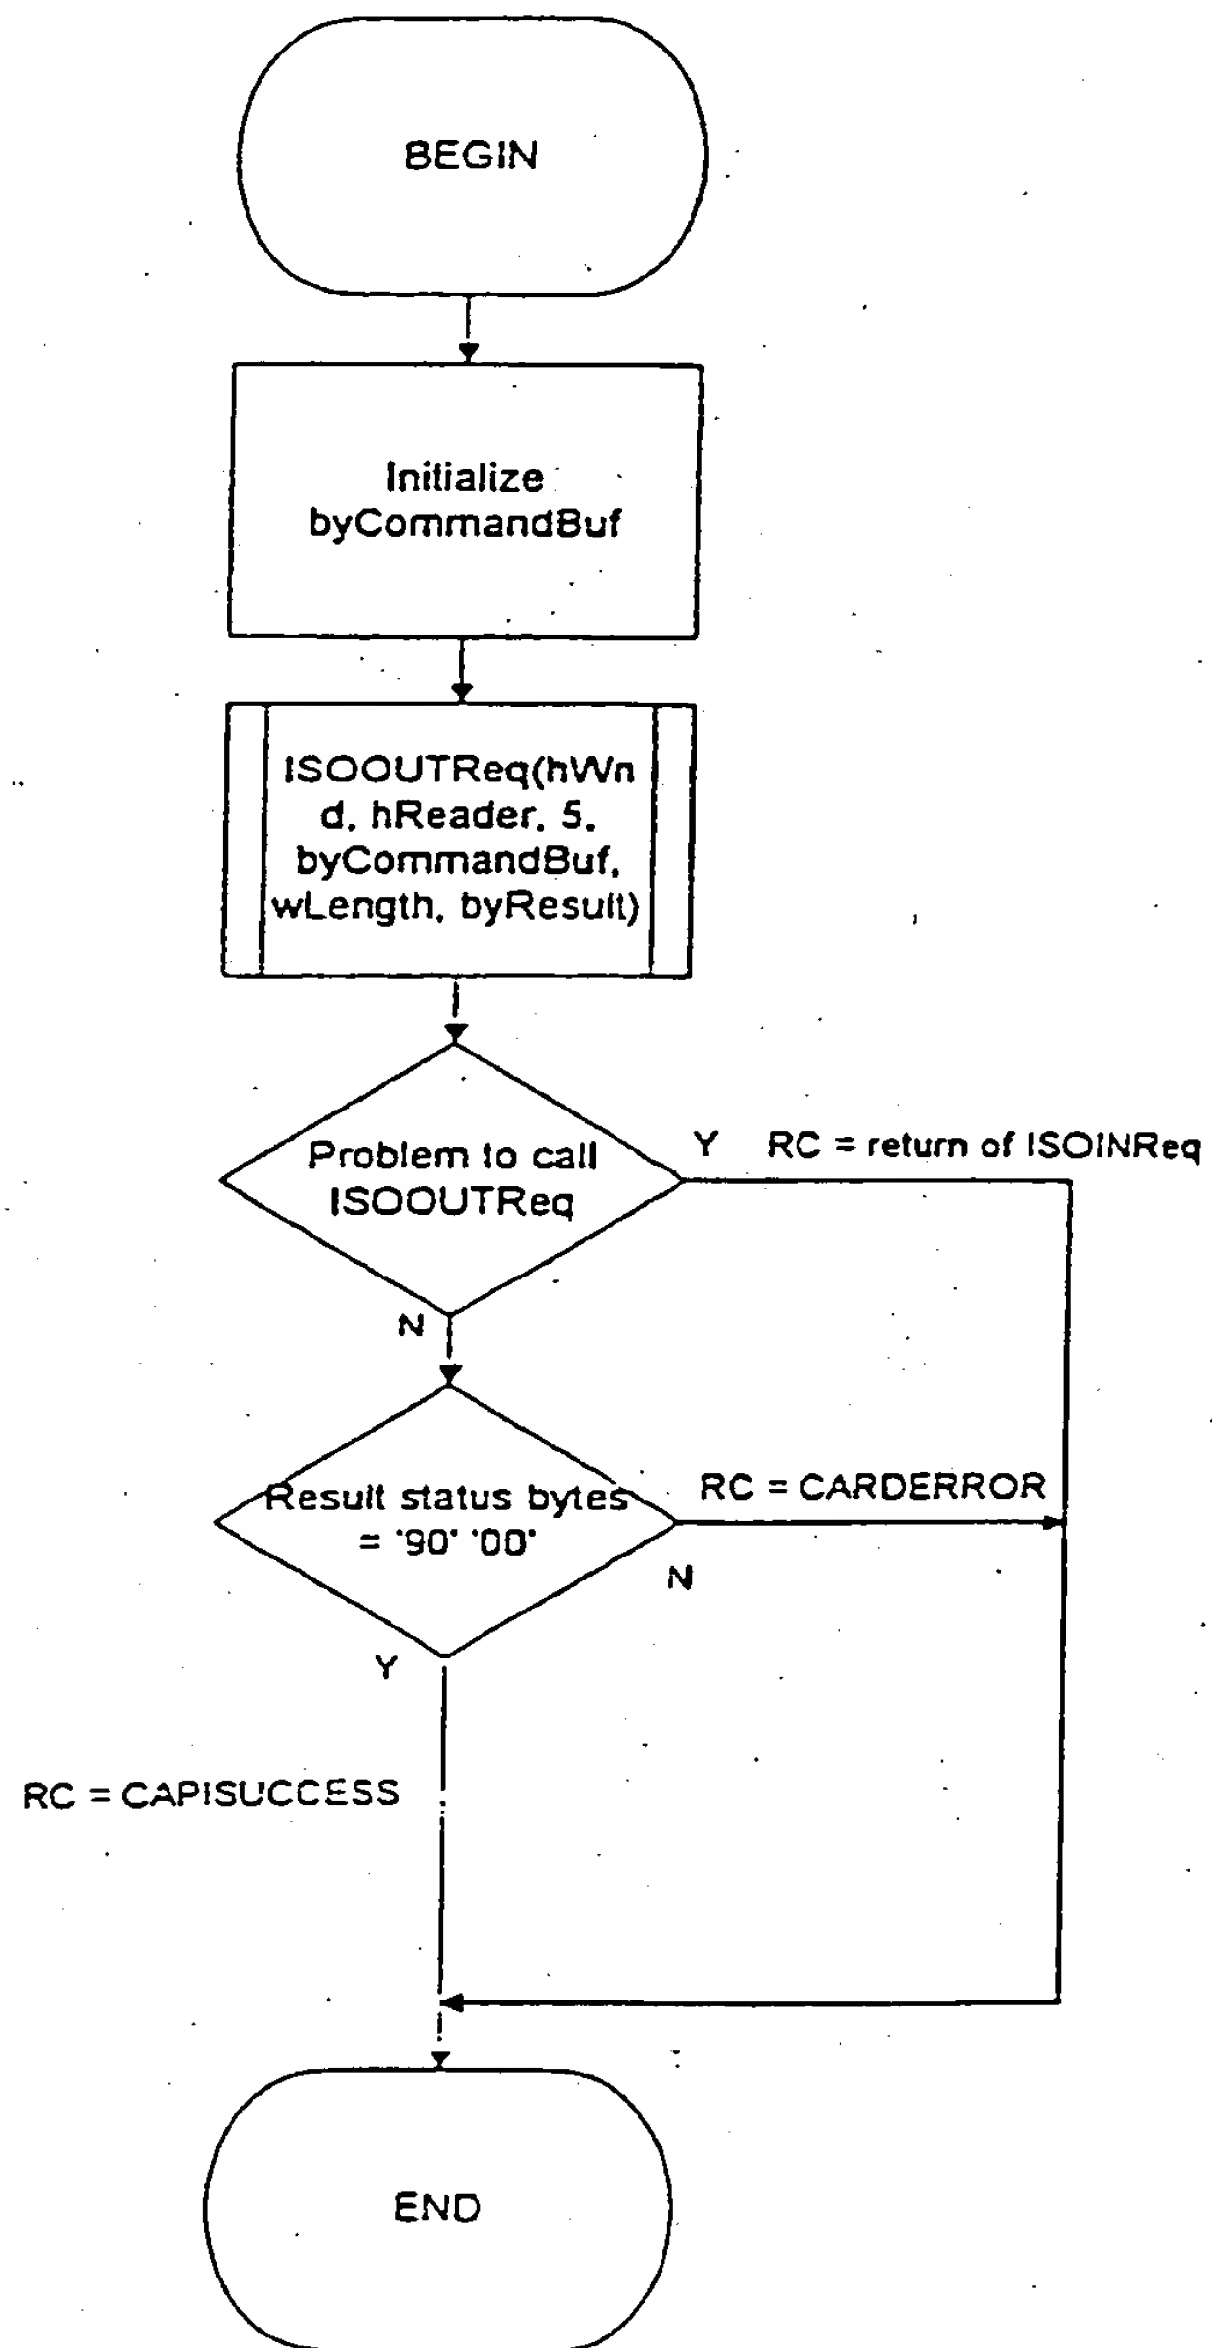 BEGIN
Initialize
byCommandBuf
ISOOUTReq(hWn
d, hReader, 5,
byCommandBuf,
wLength, byResult)
Problem to call
ISOOUTReq
Y RC = return of ISOINReq
N
Result status bytes
= '90' '00'
RC = CARDERROR
N
Y
RC = CAPISUCCESS
END